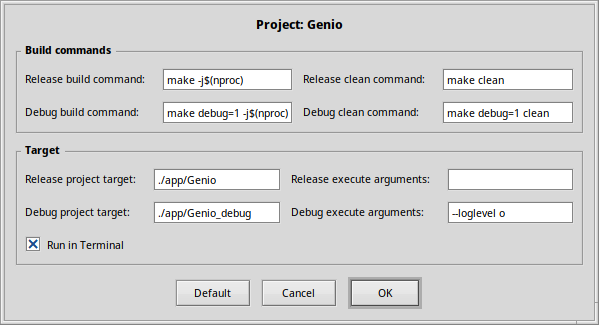 Project: Genio
Build commands
Release build command: make -j$(nproc) Release clean command: make clean
Debug build command: make debug=1 -j$(nproc) Debug clean command: make debug=1 clean
Target
Release project target: ./app/Genio Release execute arguments:
Debug project target: ./app/Genio_debug Debug execute arguments: --loglevel o
Run in Terminal
Default Cancel OK